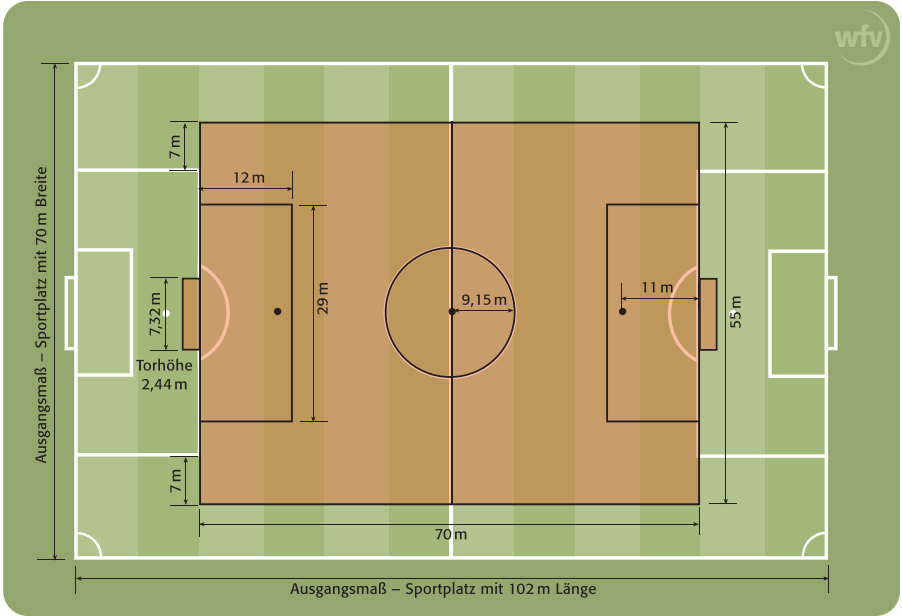 wfv
7 m
12 m
Ausgangsmaß – Sportplatz mit 70 m Breite
29 m
9,15 m
11 m
7,32 m
55 m
Torhöhe
2,44 m
7 m
70 m
Ausgangsmaß – Sportplatz mit 102 m Länge